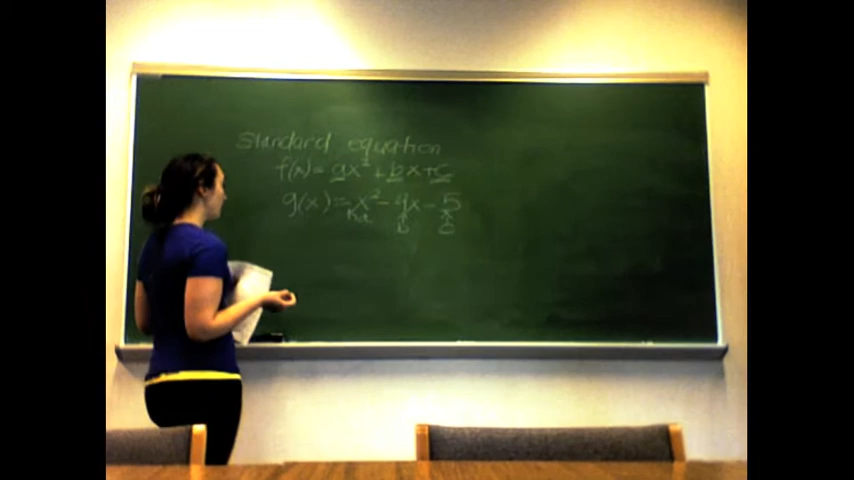 Standard equation
f(x) = ax² + bx + c
g(x) = x² - 4x - 5
a
b c